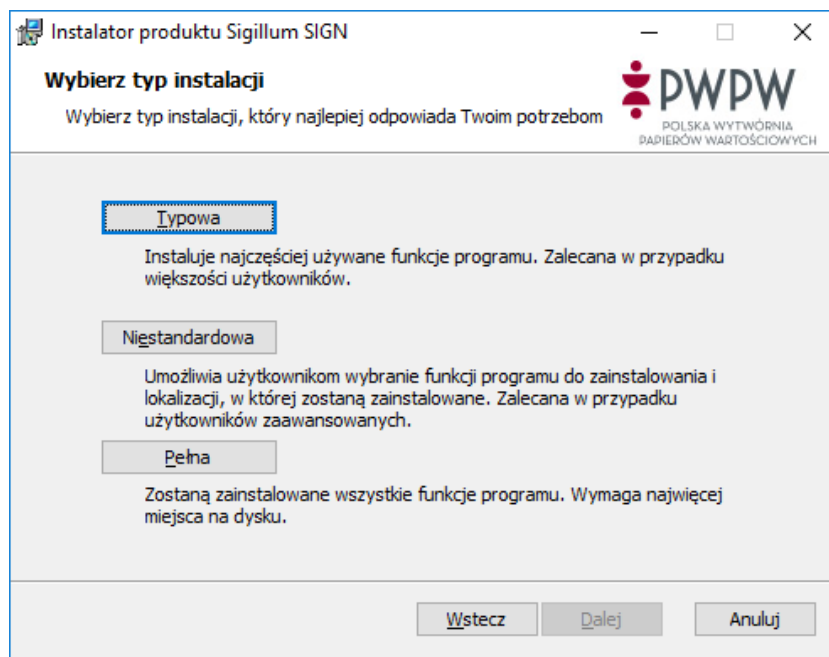 Instalator produktu Sigillum SIGN
Wybierz typ instalacji
Wybierz typ instalacji, który najlepiej odpowiada Twoim potrzebom
PWPW
POLSKA WYTWÓRNIA
PAPIERÓW WARTOŚCIOWYCH
Typowa
Instaluje najczęściej używane funkcje programu. Zalecana w przypadku
większości użytkowników.
Niestandardowa
Umożliwia użytkownikom wybranie funkcji programu do zainstalowania i
lokalizacji, w której zostaną zainstalowane. Zalecana w przypadku
użytkowników zaawansowanych.
Pełna
Zostaną zainstalowane wszystkie funkcje programu. Wymaga najwięcej
miejsca na dysku.
Wstecz
Dalej
Anuluj